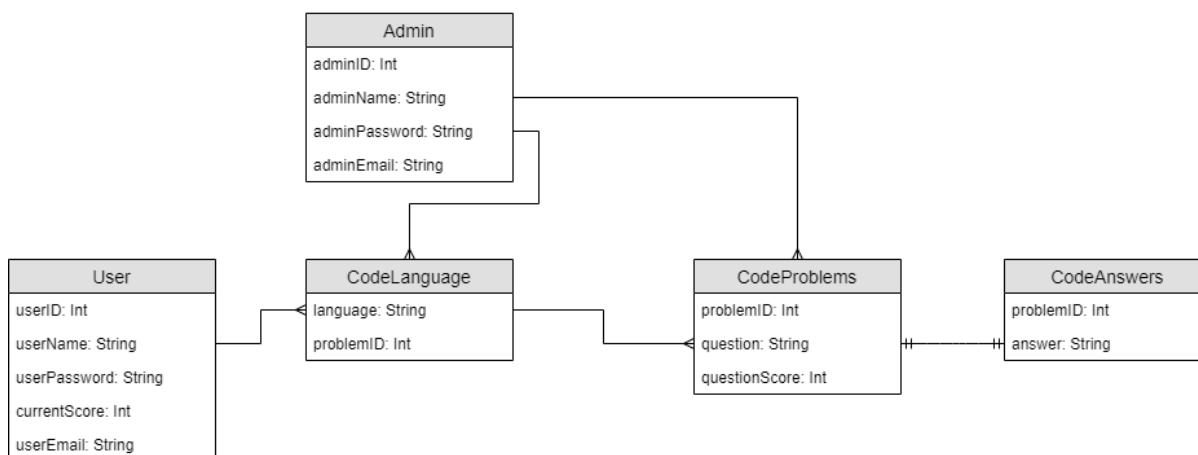 Admin
adminID: Int
adminName: String
adminPassword: String
adminEmail: String
User
userID: Int
userName: String
userPassword: String
currentScore: Int
userEmail: String
CodeLanguage
language: String
problemID: Int
CodeProblems
problemID: Int
question: String
questionScore: Int
CodeAnswers
problemID: Int
answer: String